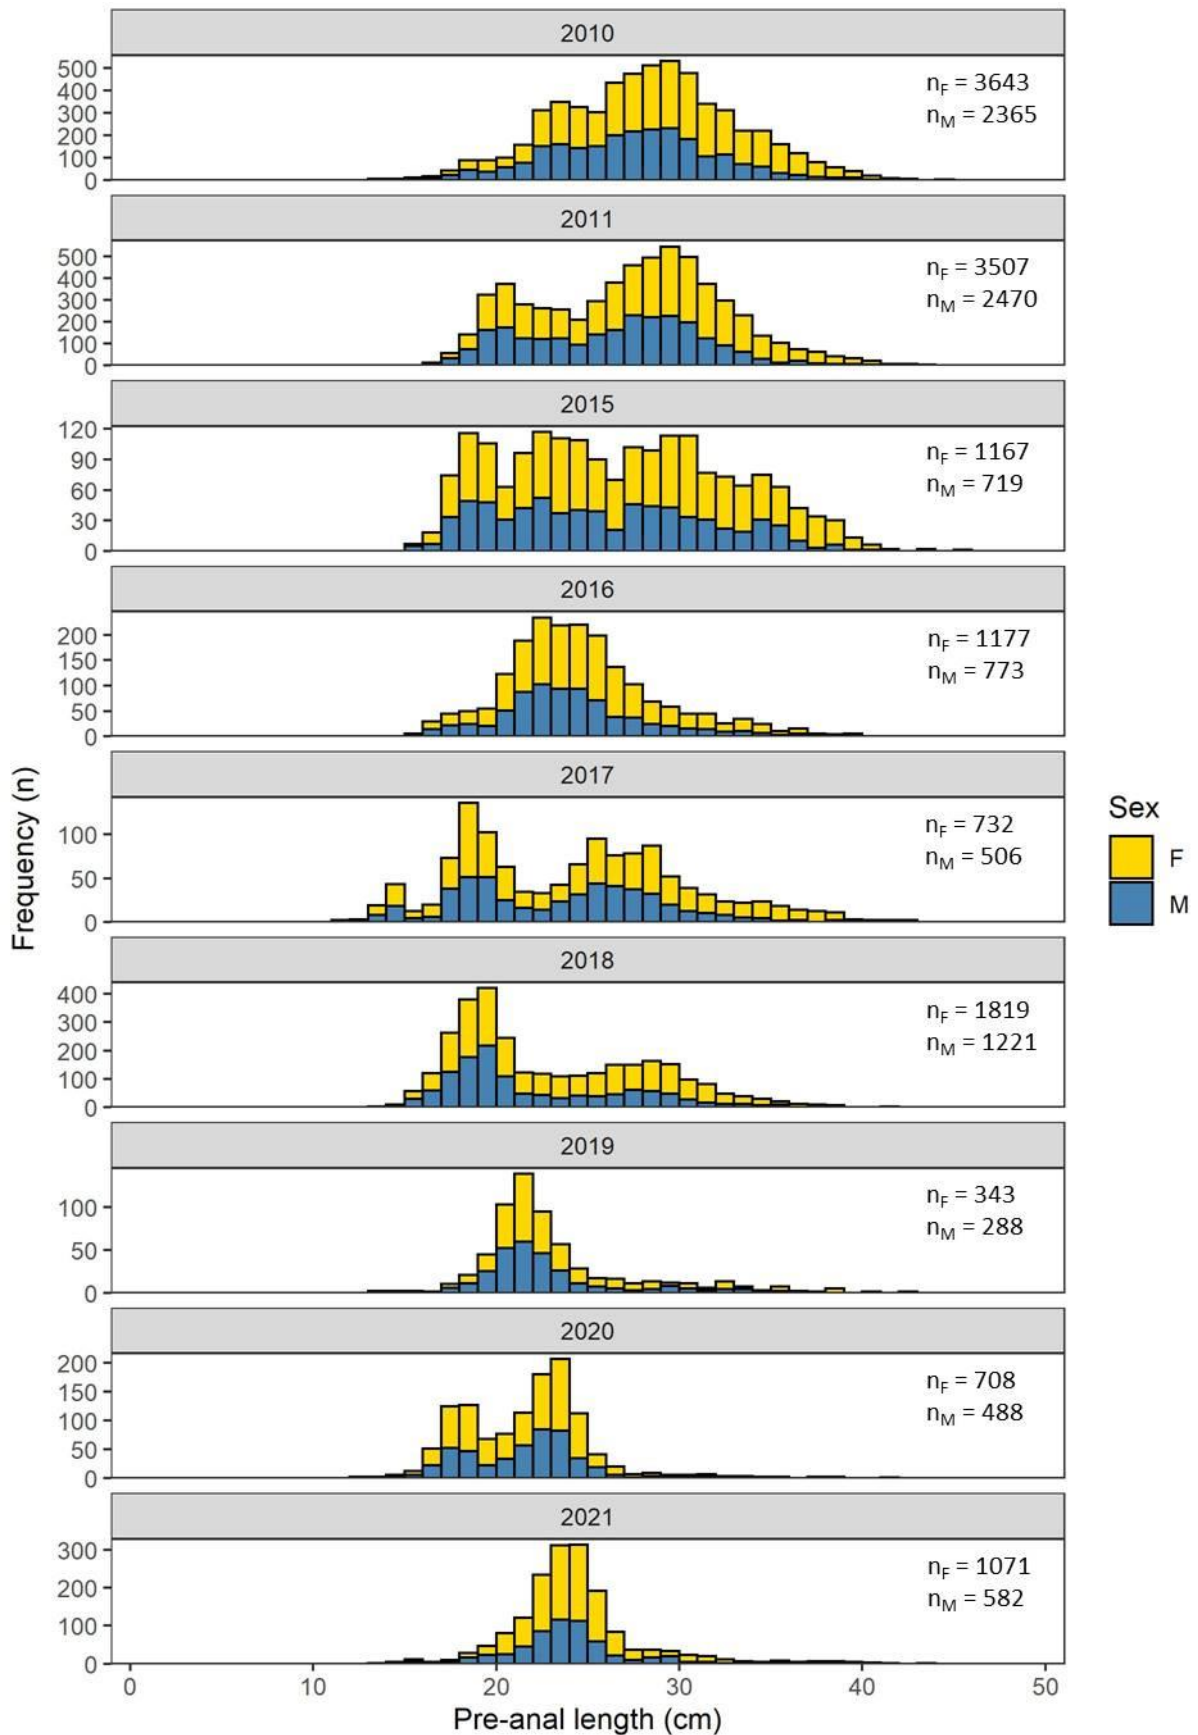 2010
500
400
300
200
100
0
nF = 3643
nM = 2365
2011
500
400
300
200
100
0
nF = 3507
nM = 2470
2015
120
90
60
30
0
nF = 1167
nM = 719
2016
200
150
100
50
0
nF = 1177
nM = 773
2017
100
50
0
nF = 732
nM = 506
Frequency (n)
Sex
F
M
2018
400
300
200
100
0
nF = 1819
nM = 1221
2019
100
50
0
nF = 343
nM = 288
2020
200
150
100
50
0
nF = 708
nM = 488
2021
300
200
100
0
nF = 1071
nM = 582
0 10 20 30 40 50
Pre-anal length (cm)